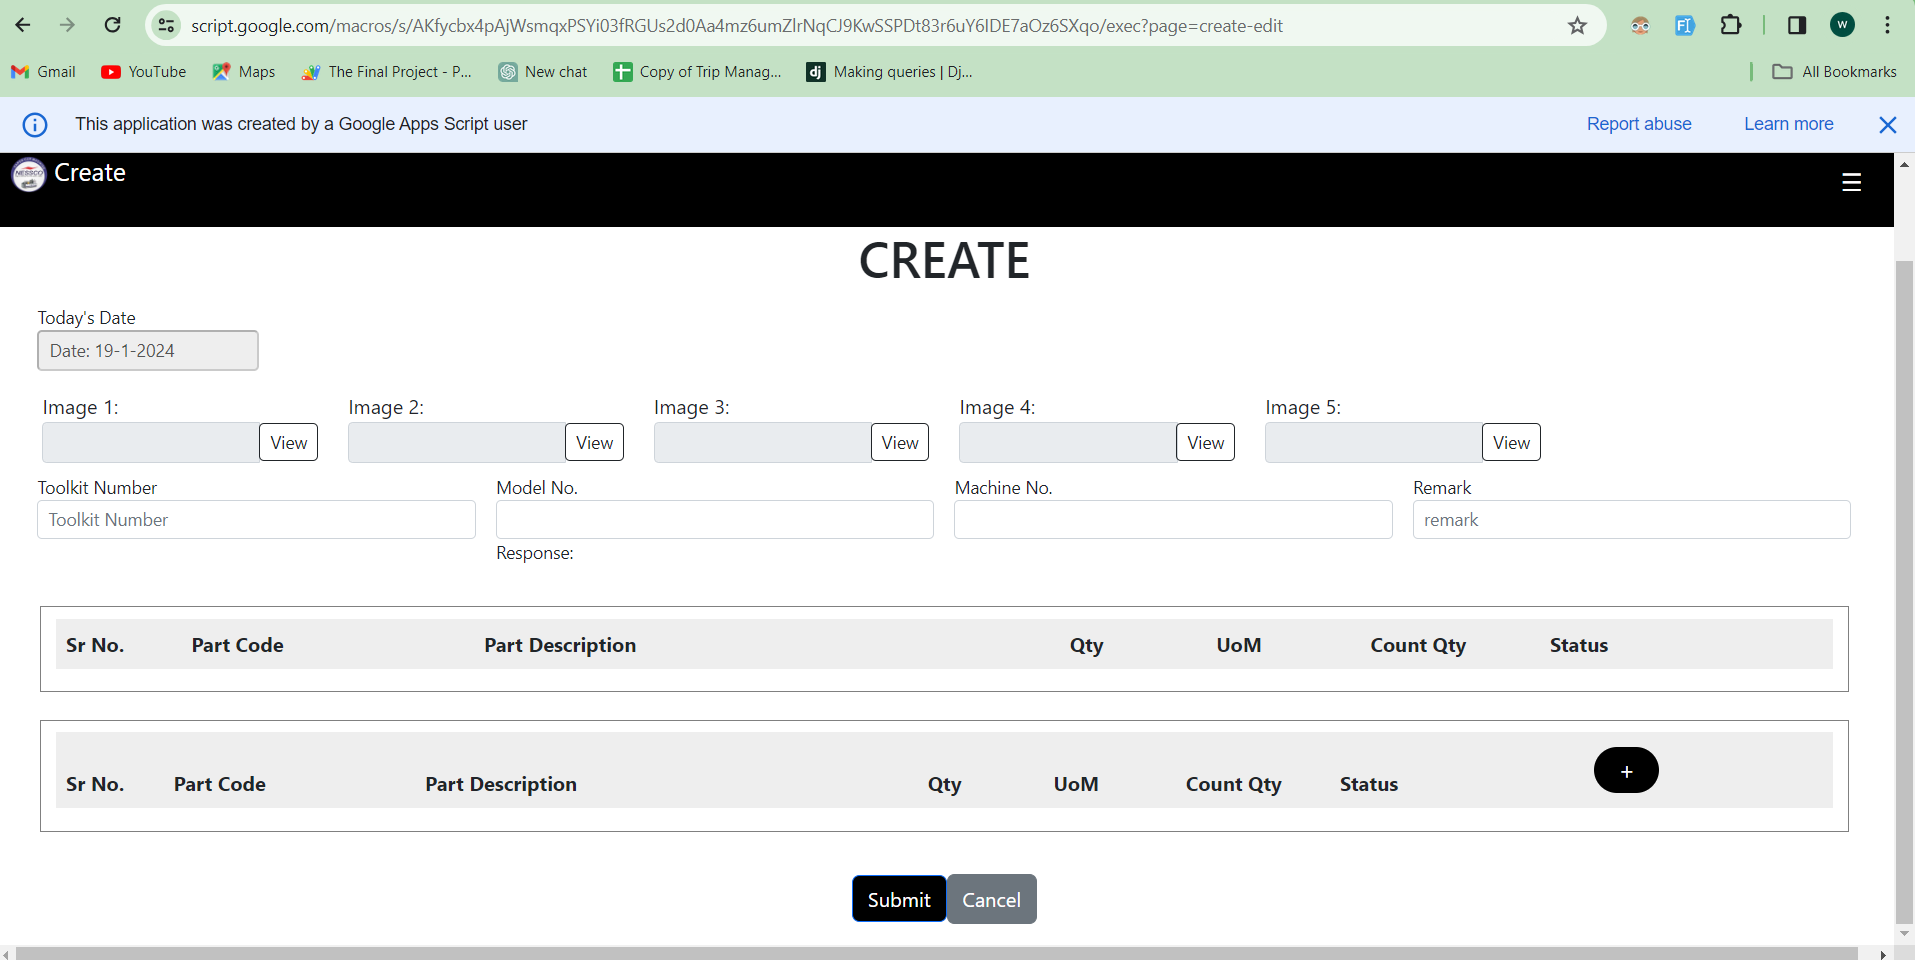 script.google.com/macros/s/AKfycbx4pAjWsmqxPSYi03fRGUs2d0Aa4mz6umZlrNqCJ9KwSSPDt83r6uY6IDE7aOz6SXqo/exec?page=create-edit
W
Gmail YouTube Maps The Final Project - P... New chat Copy of Trip Manag... dj Making queries | Dj... All Bookmarks
This application was created by a Google Apps Script user Report abuse Learn more
NESSCO Create
CREATE
Today's Date
Date: 19-1-2024
Image 1: Image 2: Image 3: Image 4: Image 5:
View View View View View
Toolkit Number Model No. Machine No. Remark
Toolkit Number remark
Response:
Sr No. Part Code Part Description Qty UoM Count Qty Status
+
Sr No. Part Code Part Description Qty UoM Count Qty Status
Submit Cancel